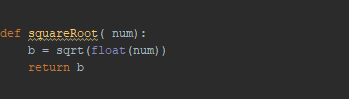 def squareRoot( num):
    b = sqrt(float(num))
    return b